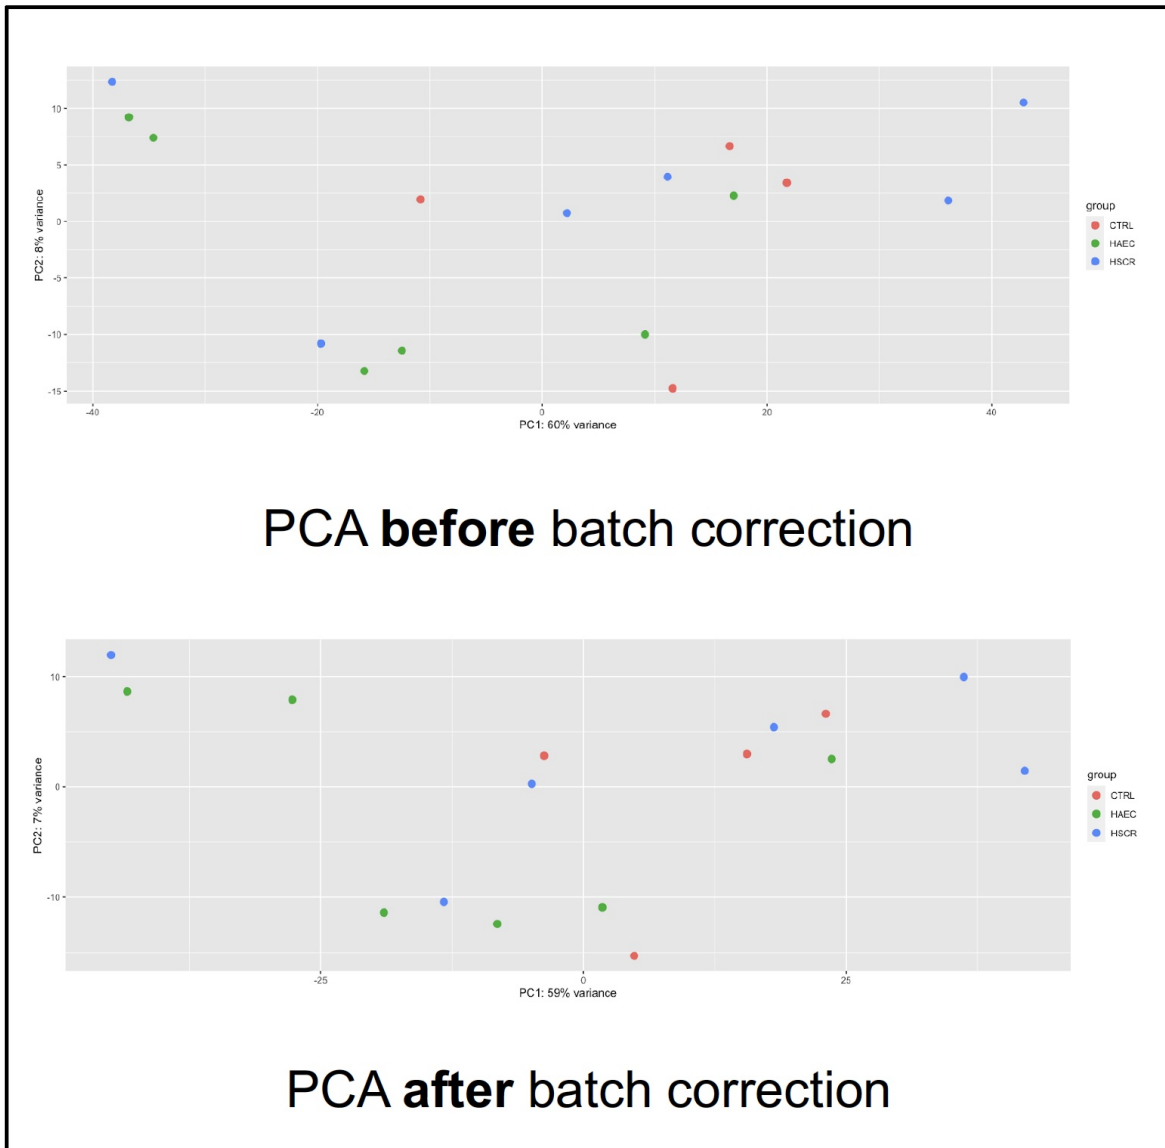 10
5
0
-5
-10
-15
PC2: 8% variance
-40
-20
0
20
40
PC1: 60% variance
group
CTRL
HAEC
HSCR
PCA before batch correction
10
0
-10
PC2: 7% variance
-25
0
25
PC1: 59% variance
group
CTRL
HAEC
HSCR
PCA after batch correction